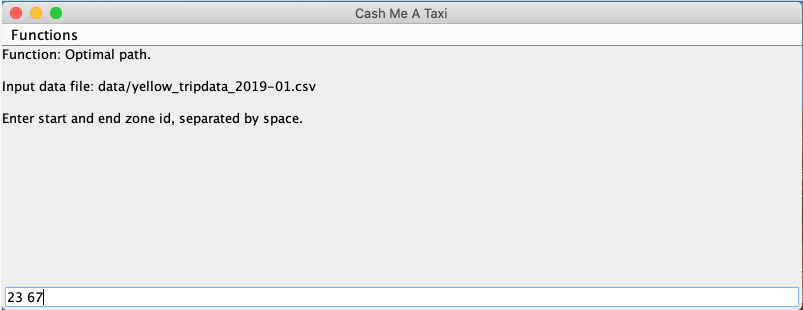 Cash Me A Taxi
Functions
Function: Optimal path.
Input data file: data/yellow_tripdata_2019-01.csv
Enter start and end zone id, separated by space.
23 67